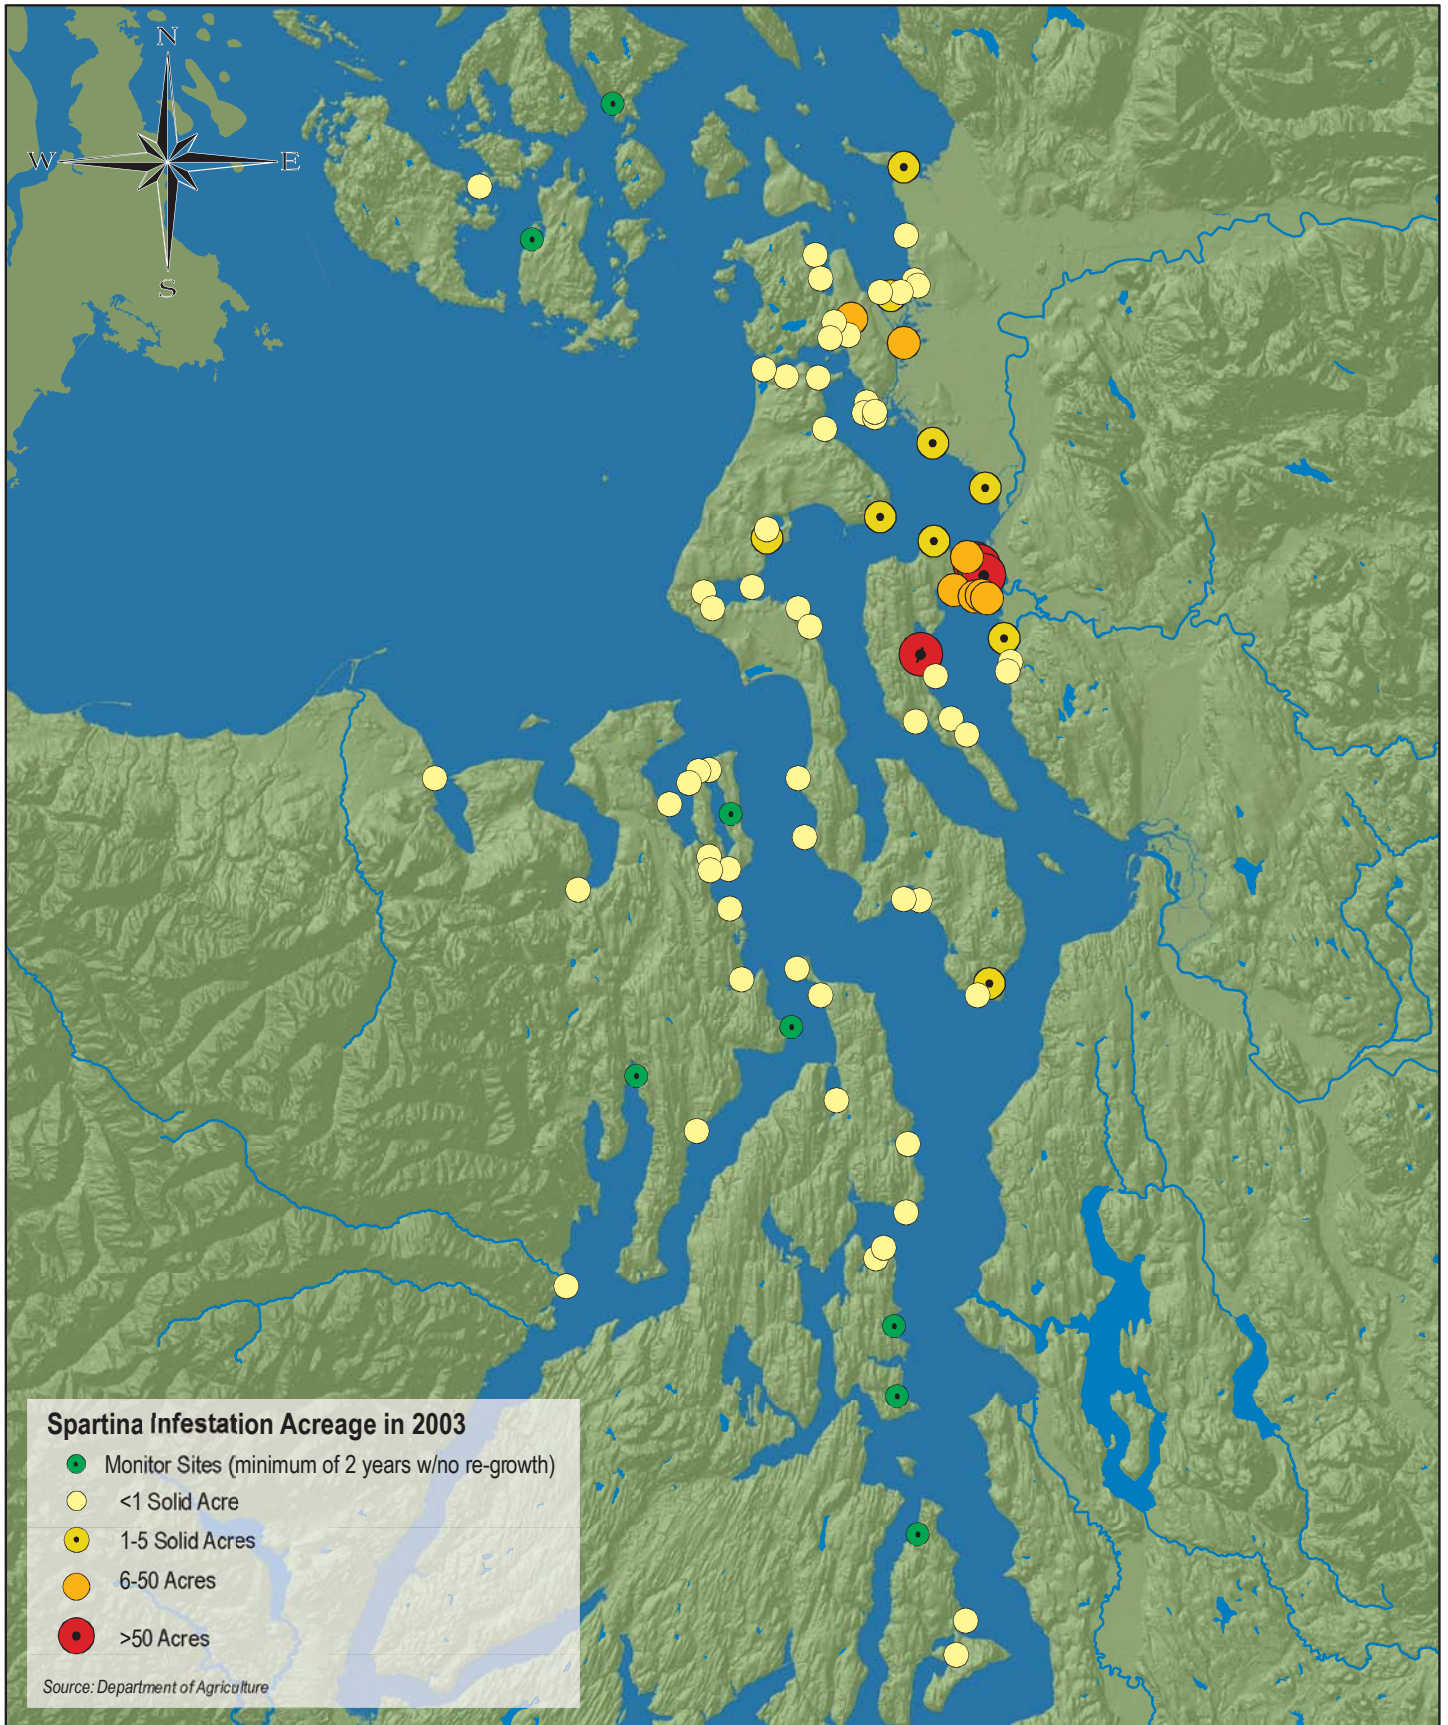 N
W E
S
Spartina Infestation Acreage in 2003
Monitor Sites (minimum of 2 years w/no re-growth)
<1 Solid Acre
1-5 Solid Acres
6-50 Acres
>50 Acres
Source: Department of Agriculture